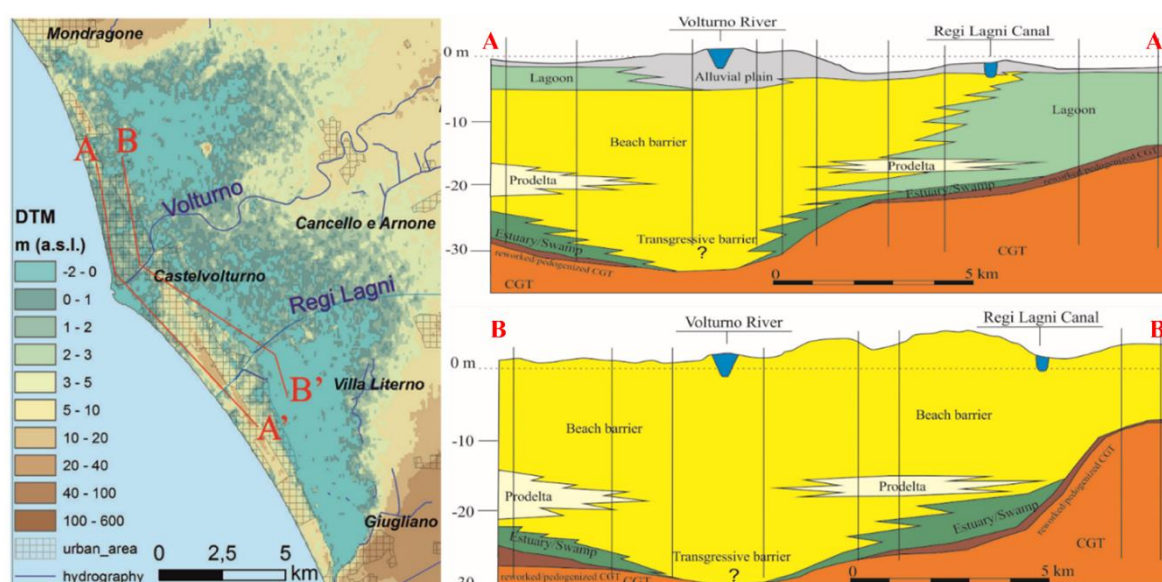 Mondragone
A
B
Volturno
Cancello e Arnone
Castelvolturno
Regi Lagni
B'
Villa Literno
A'
Giugliano
DTM
m (a.s.l.)
-2 - 0
0 - 1
1 - 2
2 - 3
3 - 5
5 - 10
10 - 20
20 - 40
40 - 100
100 - 600
urban_area
hydrography
0 2,5 5
km
Volturno River
Regi Lagni Canal
A
A
0 m
Lagoon
Alluvial plain
-10
Lagoon
Beach barrier
Prodelta
Prodelta
-20
reworked/pedogenized CGT
Estuary/Swamp
Estuary/Swamp
Transgressive barrier
?
-30
reworked/pedogenized CGT
CGT
CGT
0 5 km
B
Volturno River
Regi Lagni Canal
B
0 m
Beach barrier
Beach barrier
-10
Prodelta
Prodelta
-20
Estuary/Swamp
reworked/pedogenized CGT
Estuary/Swamp
Transgressive barrier
CGT
-30
reworked/pedogenized CGT
CGT
?
0 5 km